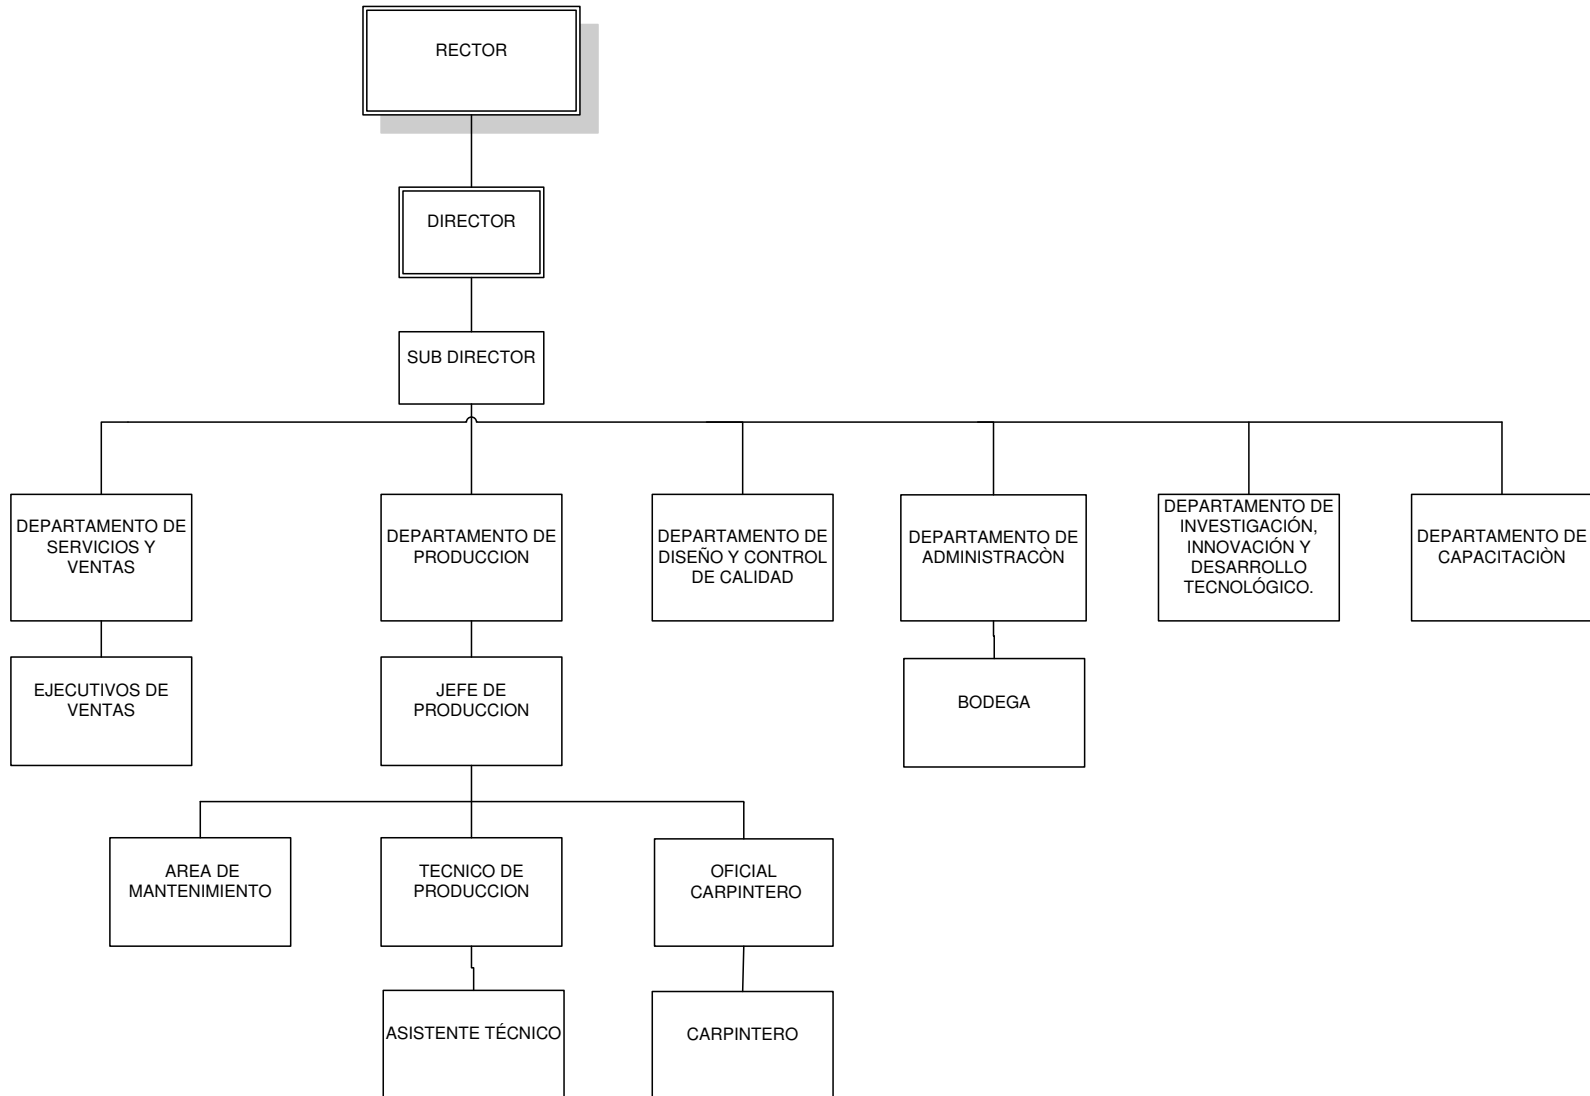 RECTOR
DIRECTOR
SUB DIRECTOR
DEPARTAMENTO DE
SERVICIOS Y
VENTAS
DEPARTAMENTO DE
PRODUCCION
DEPARTAMENTO DE
DISEÑO Y CONTROL
DE CALIDAD
DEPARTAMENTO DE
ADMINISTRACÒN
DEPARTAMENTO DE
INVESTIGACIÓN,
INNOVACIÓN Y
DESARROLLO
TECNOLÓGICO.
DEPARTAMENTO DE
CAPACITACIÒN
EJECUTIVOS DE
VENTAS
JEFE DE
PRODUCCION
BODEGA
AREA DE
MANTENIMIENTO
TECNICO DE
PRODUCCION
OFICIAL
CARPINTERO
ASISTENTE TÉCNICO
CARPINTERO